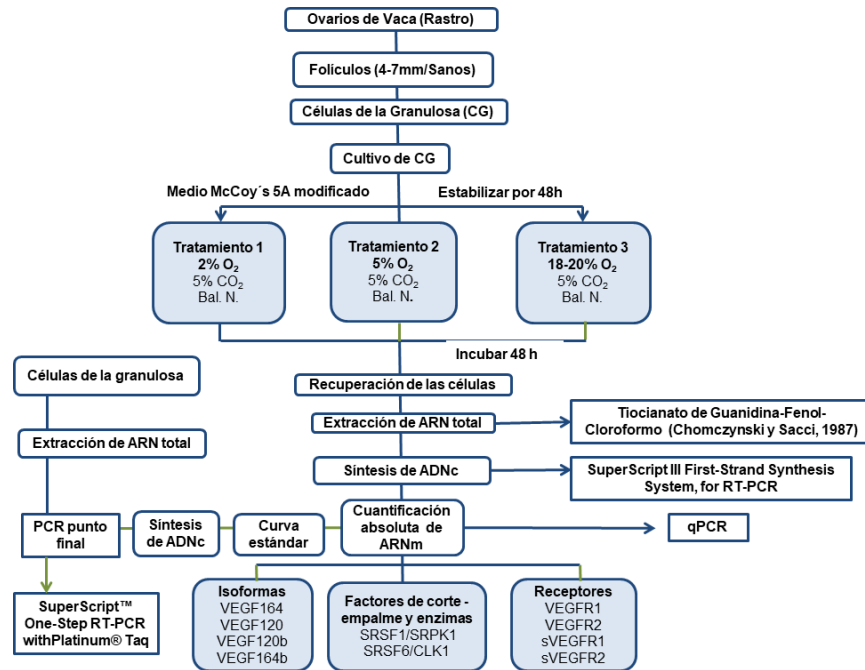 Ovarios de Vaca (Rastro)
Folículos (4-7mm/Sanos)
Células de la Granulosa (CG)
Cultivo de CG
Medio McCoy´s 5A modificado
Estabilizar por 48h
Tratamiento 1
2% O₂
5% CO₂
Bal. N.
Tratamiento 2
5% O₂
5% CO₂
Bal. N.
Tratamiento 3
18-20% O₂
5% CO₂
Bal. N.
Incubar 48 h
Células de la granulosa
Recuperación de las células
Extracción de ARN total
Extracción de ARN total
Tiocianato de Guanidina-Fenol-
Cloroformo (Chomczynski y Sacci, 1987)
Síntesis de ADNc
SuperScript III First-Strand Synthesis
System, for RT-PCR
PCR punto
final
Síntesis
de ADNc
Curva
estándar
Cuantificación
absoluta de
ARNm
qPCR
SuperScript™
One-Step RT-PCR
withPlatinum® Taq
Isoformas
VEGF164
VEGF120
VEGF120b
VEGF164b
Factores de corte -
empalme y enzimas
SRSF1/SRPK1
SRSF6/CLK1
Receptores
VEGFR1
VEGFR2
sVEGFR1
sVEGFR2